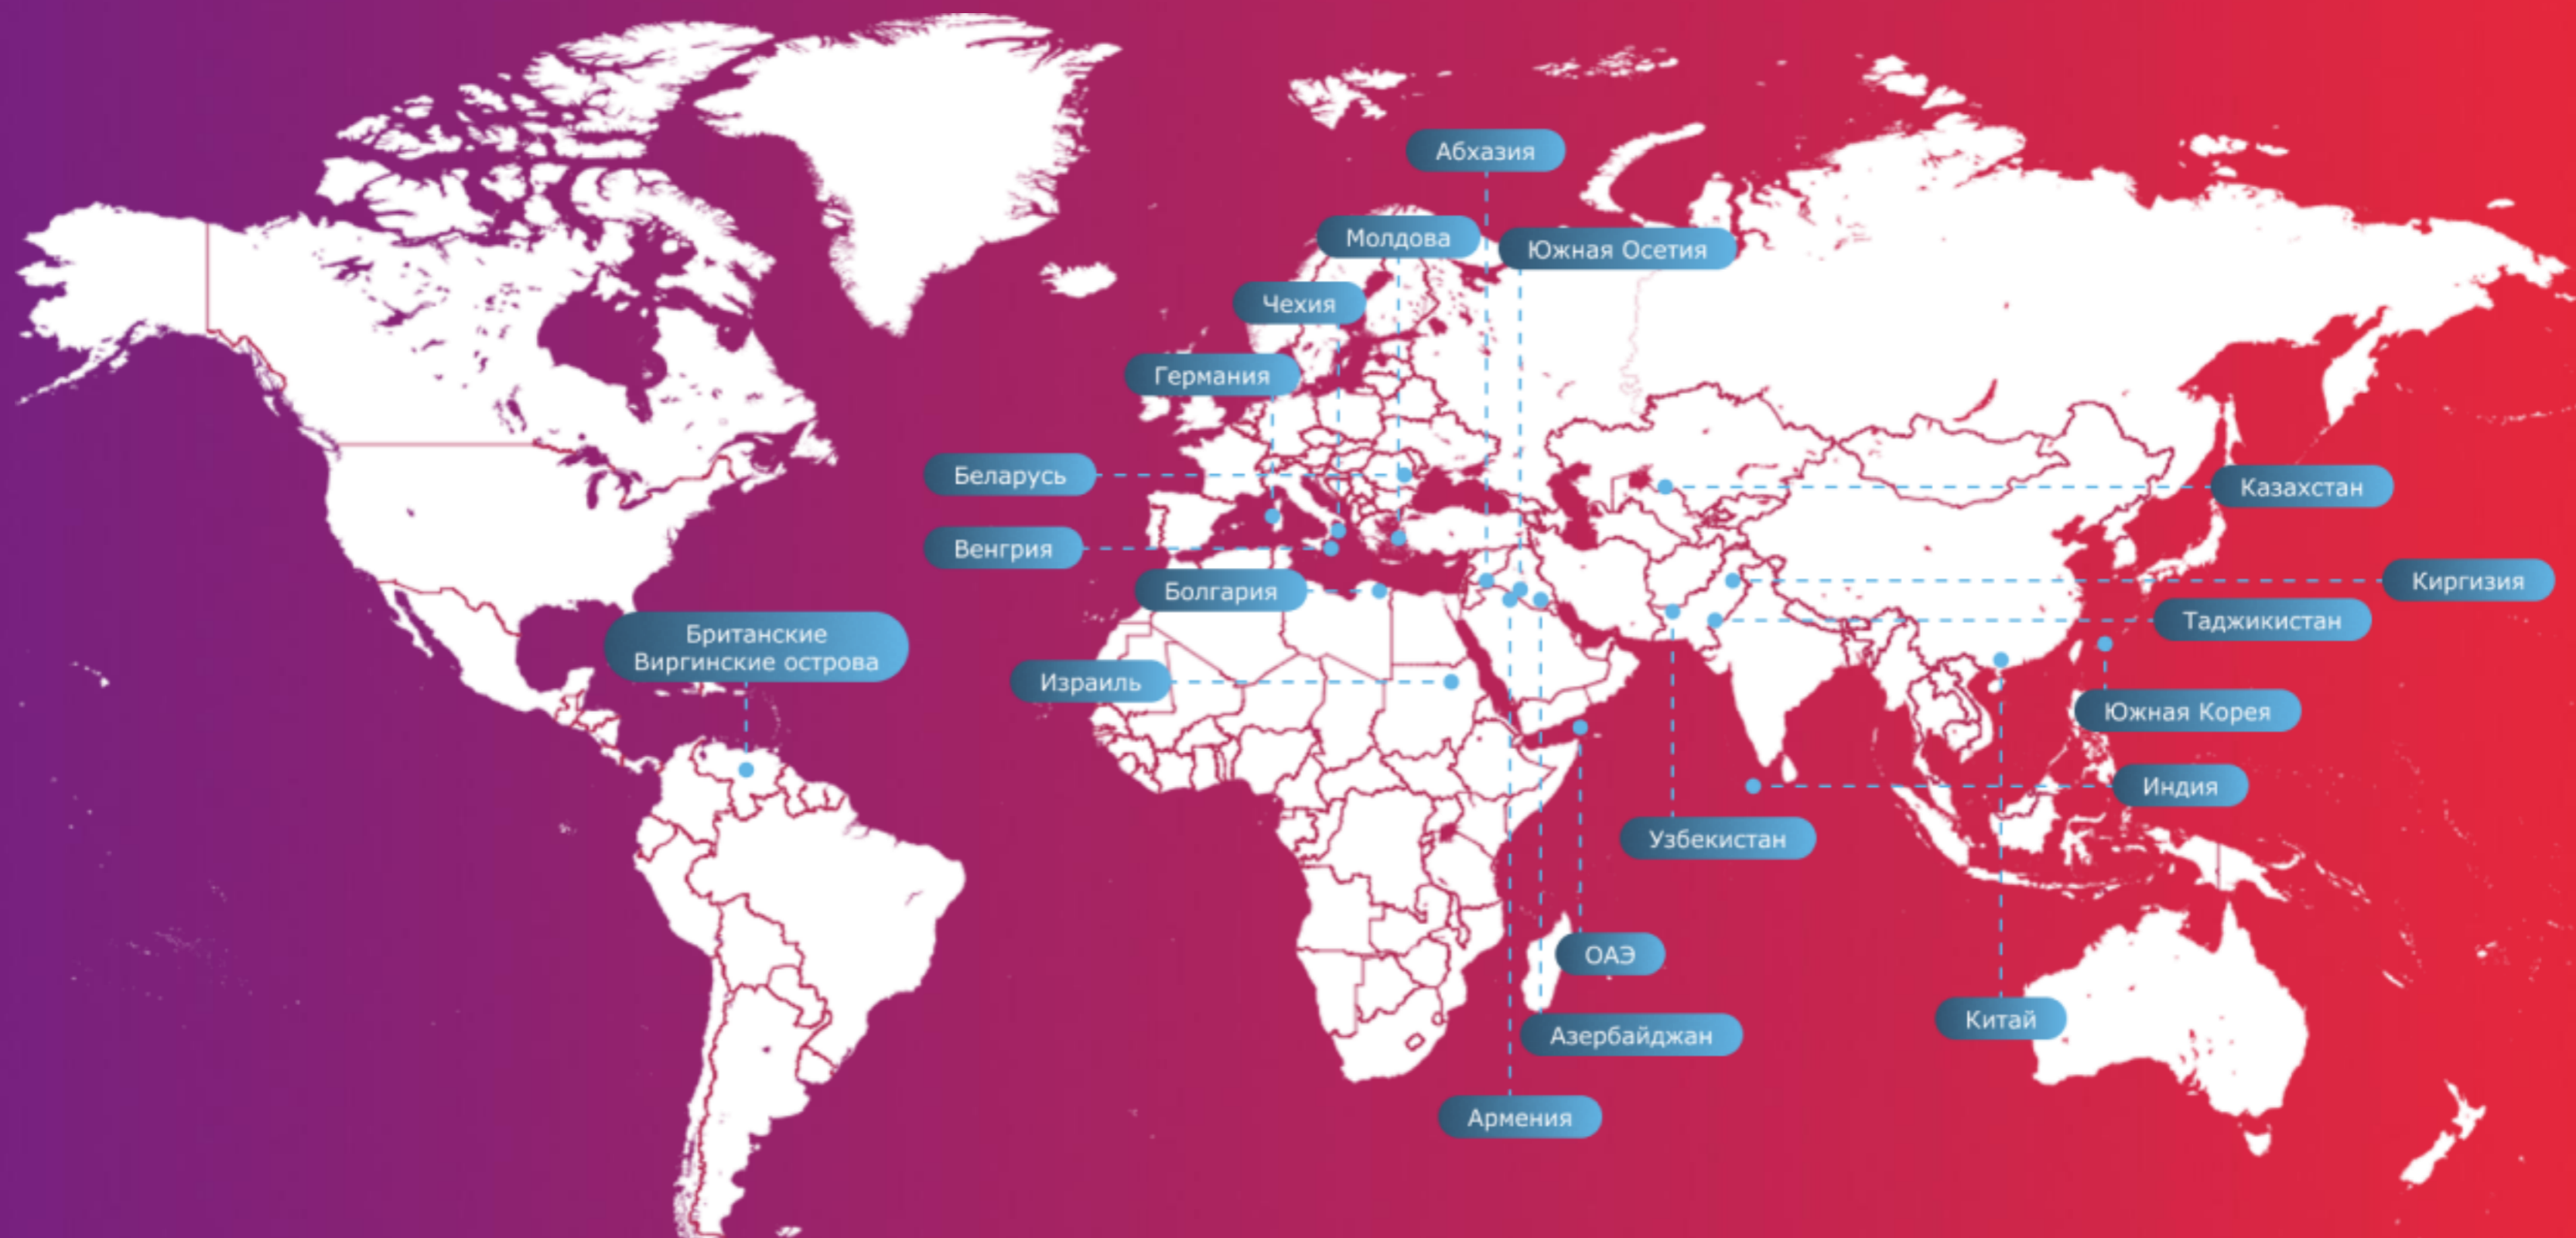 Абхазия
Молдова
Южная Осетия
Чехия
Германия
Беларусь
Казахстан
Венгрия
Киргизия
Болгария
Таджикистан
Британские
Виргинские острова
Израиль
Южная Корея
Индия
Узбекистан
ОАЭ
Китай
Азербайджан
Армения